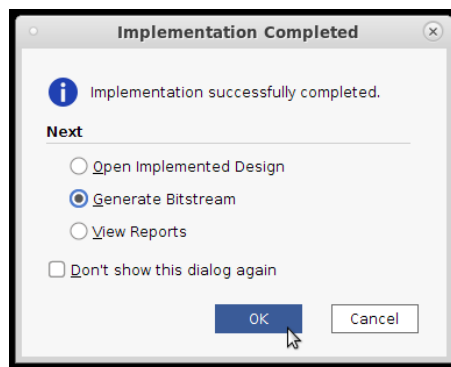 Implementation Completed
Implementation successfully completed.
Next
Open Implemented Design
Generate Bitstream
View Reports
Don't show this dialog again
OK
Cancel